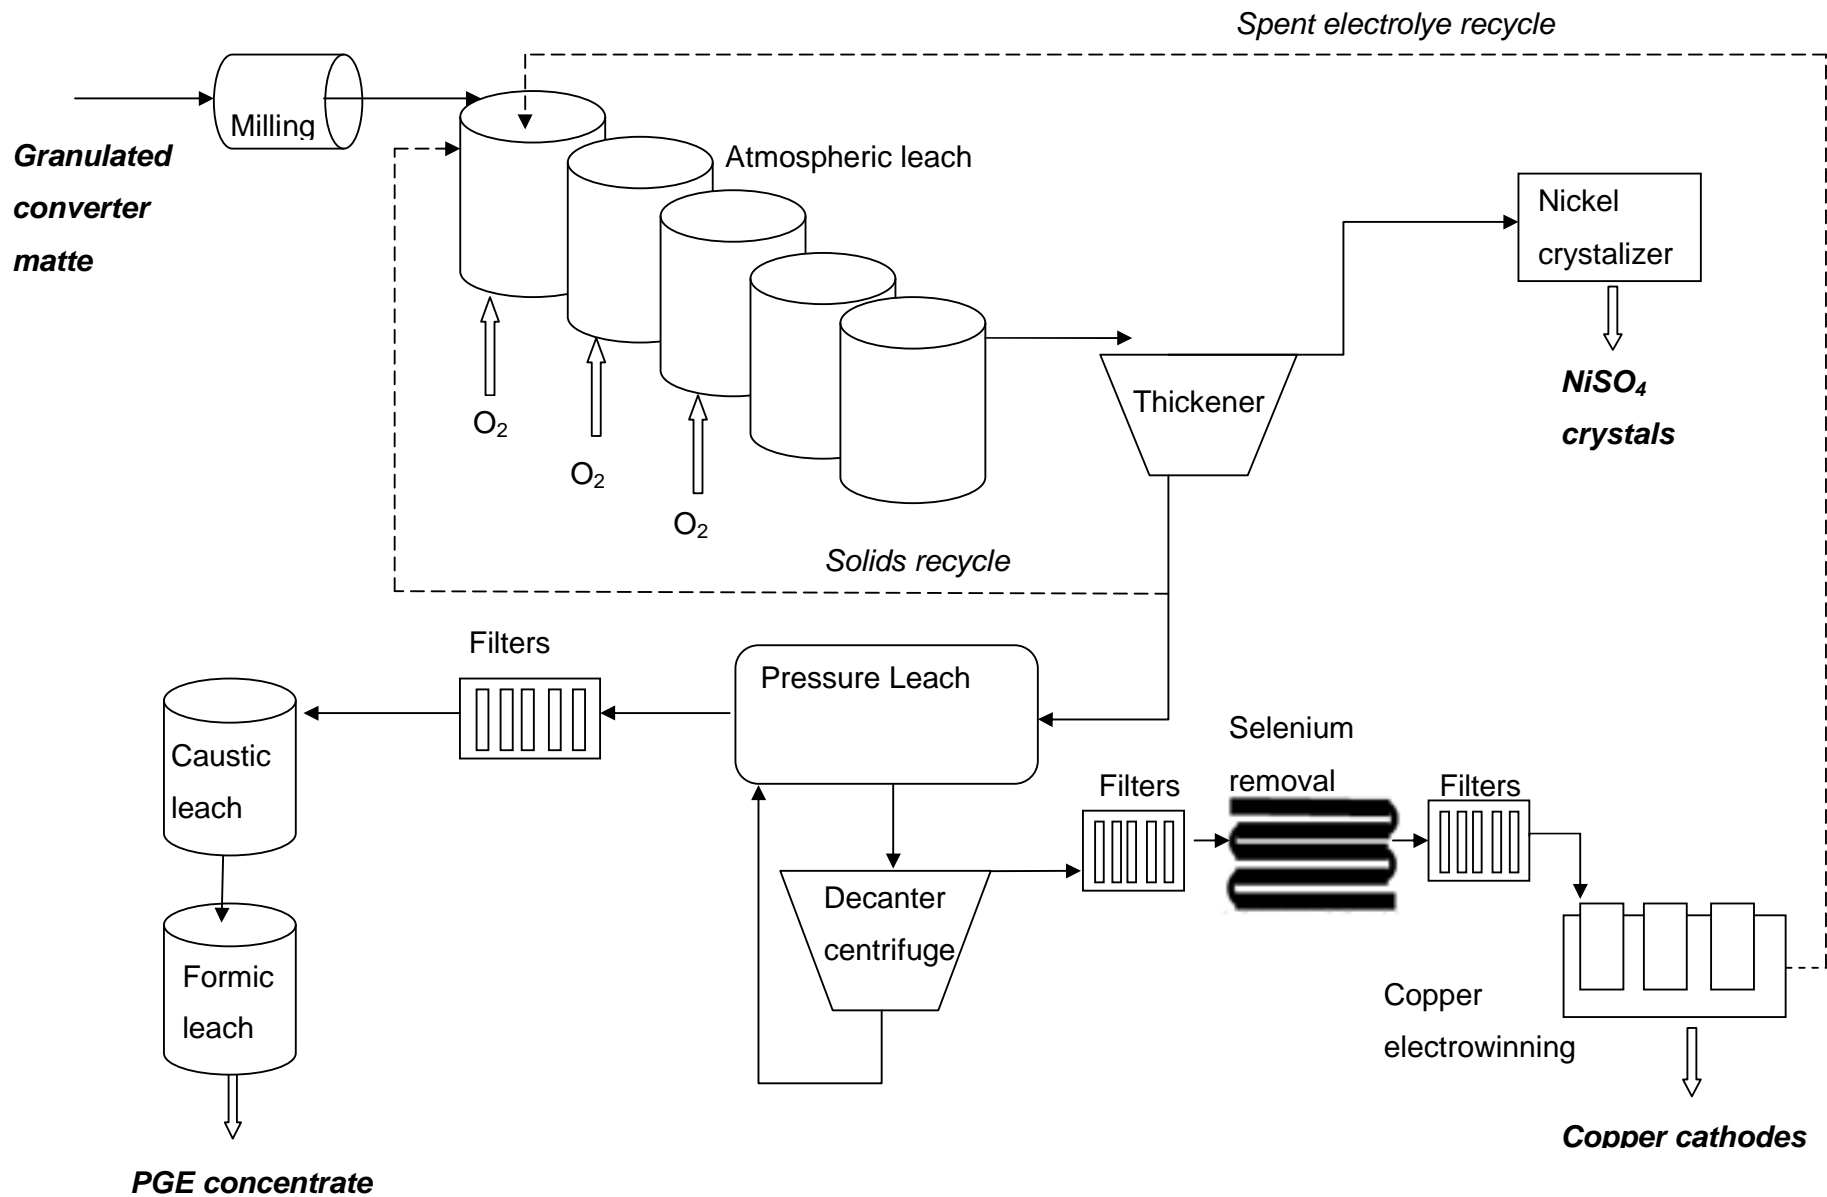 Spent electrolye recycle
Milling
Granulated
converter
matte
Atmospheric leach
Nickel
crystalizer
O₂
O₂
O₂
Thickener
NiSO₄
crystals
Solids recycle
Filters
Pressure Leach
Caustic
leach
Selenium
removal
Filters
Filters
Decanter
centrifuge
Formic
leach
Copper
electrowinning
Copper cathodes
PGE concentrate